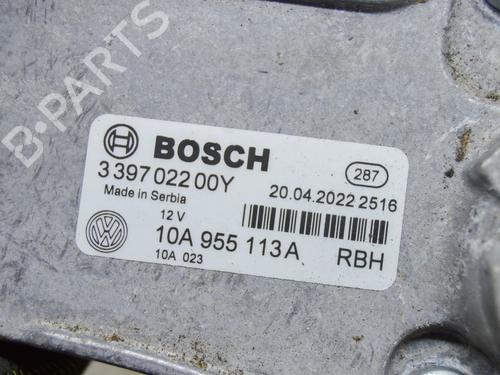 B-PARTS
BOSCH
3 397 022 00Y
287
Made in Serbia
20.04.2022 2516
12 V
10A 955 113A
RBH
10A 023